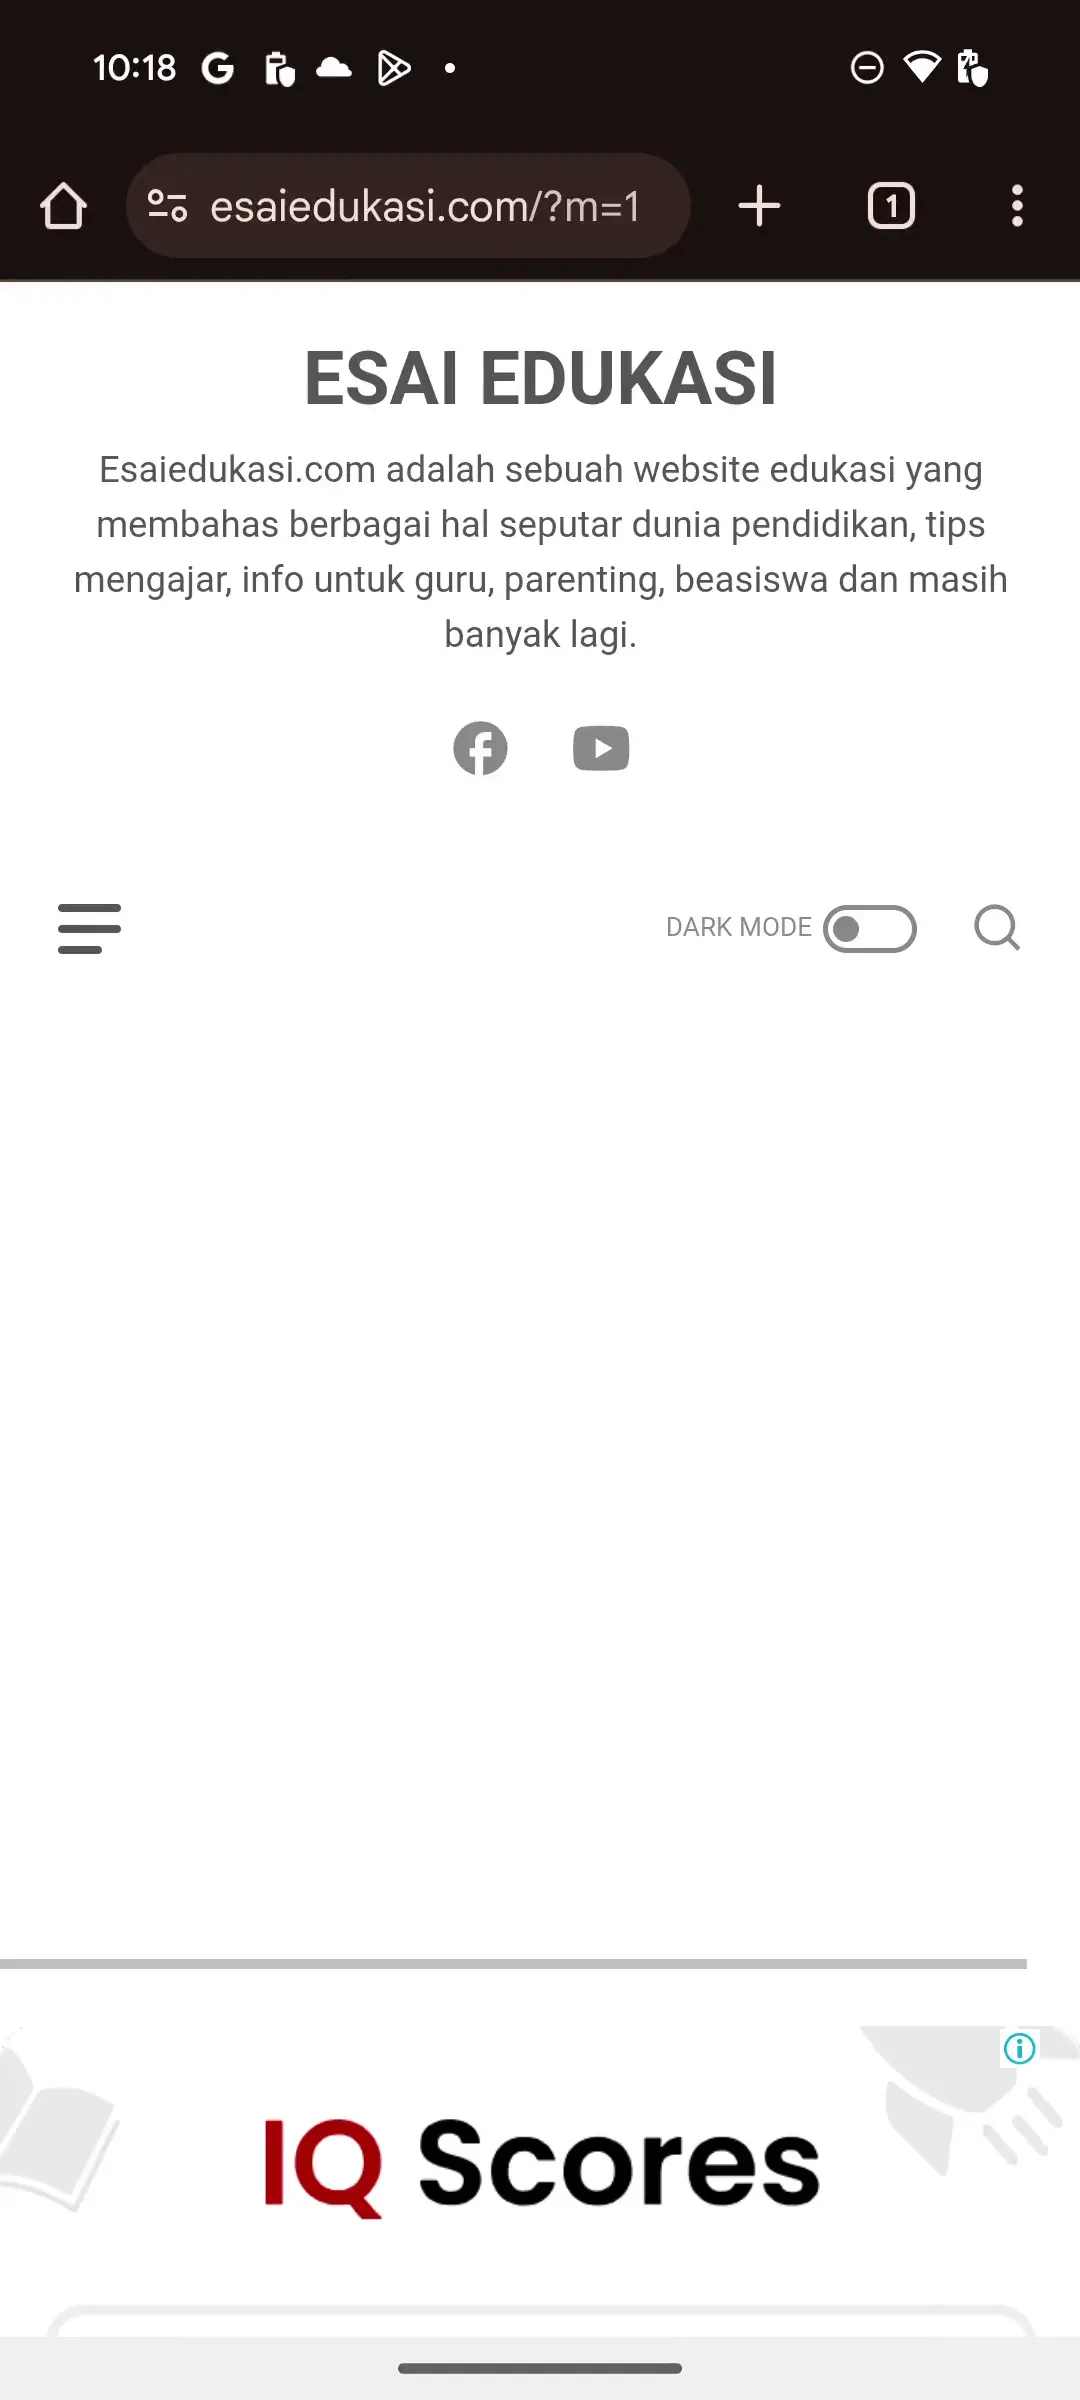 10:18
esaiedukasi.com/?m=1
1
ESAI EDUKASI
Esaiedukasi.com adalah sebuah website edukasi yang
membahas berbagai hal seputar dunia pendidikan, tips
mengajar, info untuk guru, parenting, beasiswa dan masih
banyak lagi.
DARK MODE
IQ Scores